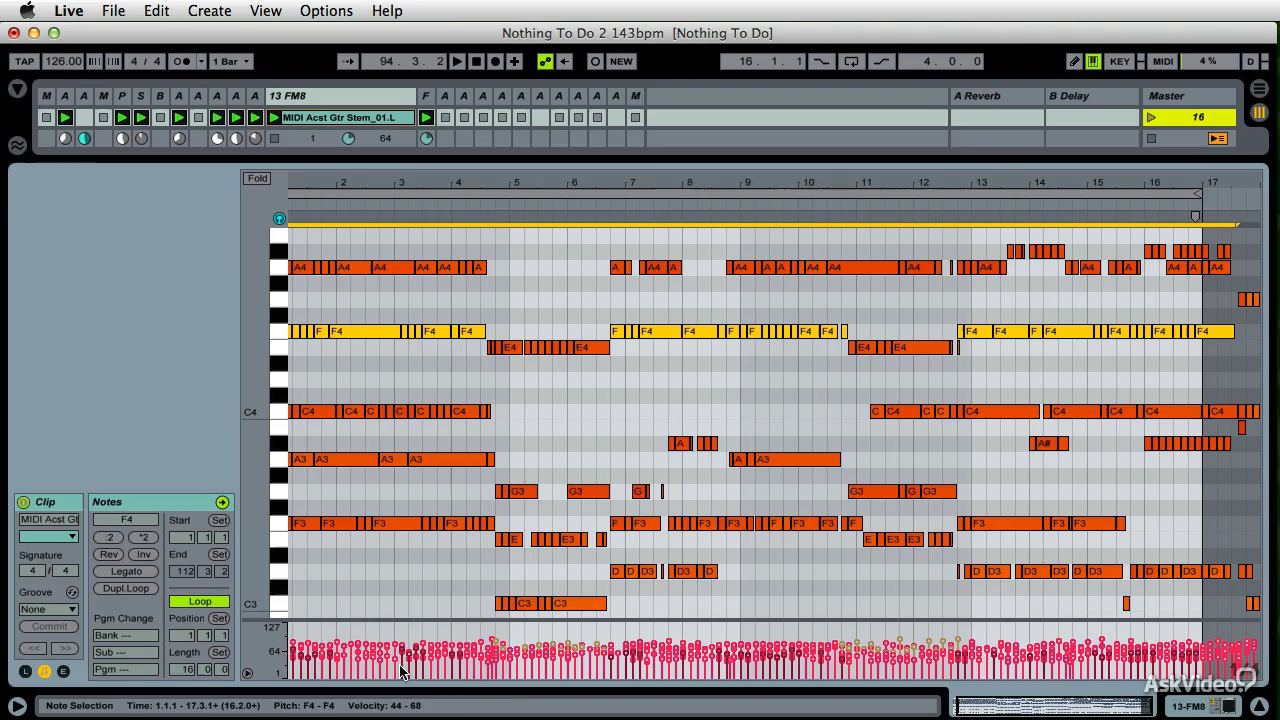 Live File Edit Create View Options Help
Nothing To Do 2 143bpm [Nothing To Do]
TAP 126.00 4 / 4 1 Bar 94. 3. 2 NEW 16. 1. 1 4. 0. 0 KEY MIDI 4 % D
M A A M P S B A A A A 13 FM8 F A A A A A A A A A A M A Reverb B Delay Master
MIDI Acst Gtr Stem_01.L 16
1 64
Fold 2 3 4 5 6 7 8 9 10 11 12 13 14 15 16 17
A4 A4 A4 A4 A A A4 A A4 A A A4 A4 A4 A4 A4 A A4 A A4
F F4 F4 F4 F F4 F4 F F F4 F4 F4 F4 F F4 F4 F4 F4
E4 E4 E4 E4
C4 C4 C4 C C C C4 C C4 C C C4 C4 C4 C4 C4
A A#
A3 A3 A3 A3 A A3
G3 G3 G G3 G G3
F3 F3 F3 F3 F F3 F3 F3 F F3 F3 F F3 F3 F3
E E3 E E3 E3
D D D3 D3 D D D3 D3 D3 D D3 D D D3 D3
C3 C3 C3
Clip Notes
MIDI Acst Gt F4 Start Set
:2 *2 1 1 1
Signature Rev Inv End Set
4 / 4 Legato 112 3 2
Groove Dupl.Loop Loop
None Pgm Change Position Set
Commit Bank --- 1 1 1
<< >> Sub --- Length Set
L E Pgm --- 16 0 0
127
64
1
AskVideo
Note Selection Time: 1.1.1 - 17.3.1+ (16.2.0+) Pitch: F4 - F4 Velocity: 44 - 68 13-FM8